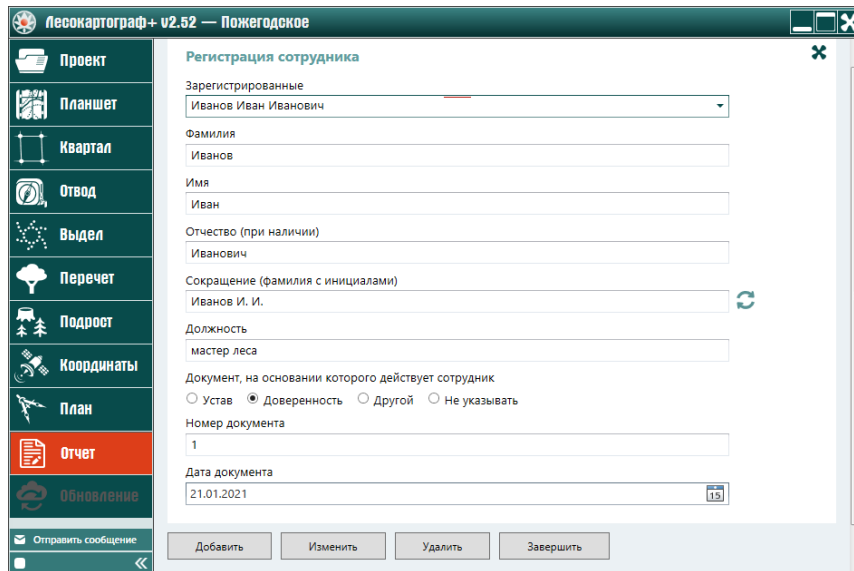 Лесокартограф+ v2.52 — Пожегодское
Проект
Планшет
Квартал
Отвод
Выдел
Перечет
Подрост
Координаты
План
Отчет
Обновление
Отправить сообщение
Регистрация сотрудника
Зарегистрированные
Иванов Иван Иванович
Фамилия
Иванов
Имя
Иван
Отчество (при наличии)
Иванович
Сокращение (фамилия с инициалами)
Иванов И. И.
Должность
мастер леса
Документ, на основании которого действует сотрудник
Устав Доверенность Другой Не указывать
Номер документа
1
Дата документа
21.01.2021
15
Добавить Изменить Удалить Завершить